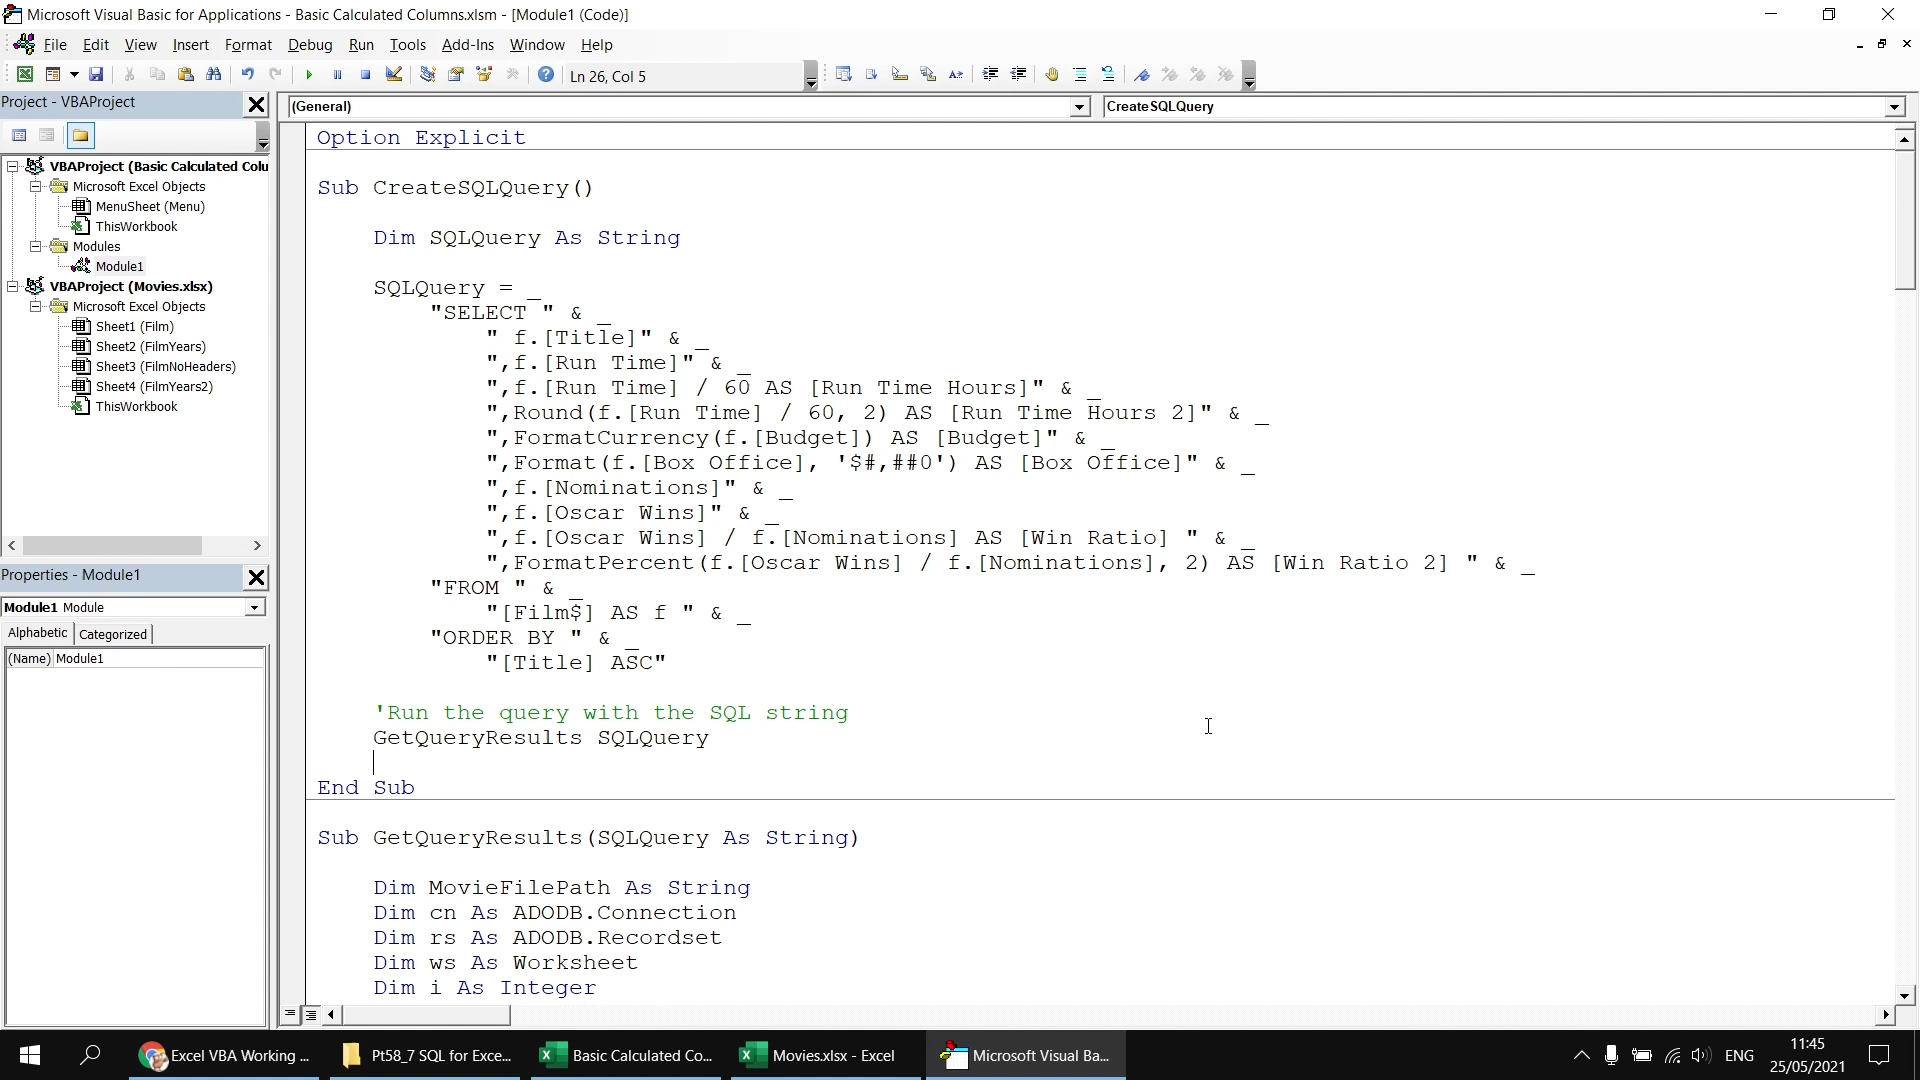 Microsoft Visual Basic for Applications - Basic Calculated Columns.xlsm - [Module1 (Code)]
File Edit View Insert Format Debug Run Tools Add-Ins Window Help
Ln 26, Col 5
Project - VBAProject
(General)
CreateSQLQuery
VBAProject (Basic Calculated Colu
Microsoft Excel Objects
MenuSheet (Menu)
ThisWorkbook
Modules
Module1
VBAProject (Movies.xlsx)
Microsoft Excel Objects
Sheet1 (Film)
Sheet2 (FilmYears)
Sheet3 (FilmNoHeaders)
Sheet4 (FilmYears2)
ThisWorkbook
Properties - Module1
Module1 Module
Alphabetic Categorized
(Name) Module1
Option Explicit
Sub CreateSQLQuery()
Dim SQLQuery As String
SQLQuery = _
"SELECT " & _
" f.[Title]" & _
",f.[Run Time]" & _
",f.[Run Time] / 60 AS [Run Time Hours]" & _
",Round(f.[Run Time] / 60, 2) AS [Run Time Hours 2]" & _
",FormatCurrency(f.[Budget]) AS [Budget]" & _
",Format(f.[Box Office], '$#,##0') AS [Box Office]" & _
",f.[Nominations]" & _
",f.[Oscar Wins]" & _
",f.[Oscar Wins] / f.[Nominations] AS [Win Ratio] " & _
",FormatPercent(f.[Oscar Wins] / f.[Nominations], 2) AS [Win Ratio 2] " & _
"FROM " & _
"[Film$] AS f " & _
"ORDER BY " & _
"[Title] ASC"
'Run the query with the SQL string
GetQueryResults SQLQuery
End Sub
Sub GetQueryResults(SQLQuery As String)
Dim MovieFilePath As String
Dim cn As ADODB.Connection
Dim rs As ADODB.Recordset
Dim ws As Worksheet
Dim i As Integer
Excel VBA Working ...
Pt58_7 SQL for Exce...
Basic Calculated Co...
Movies.xlsx - Excel
Microsoft Visual Ba...
ENG
11:45
25/05/2021